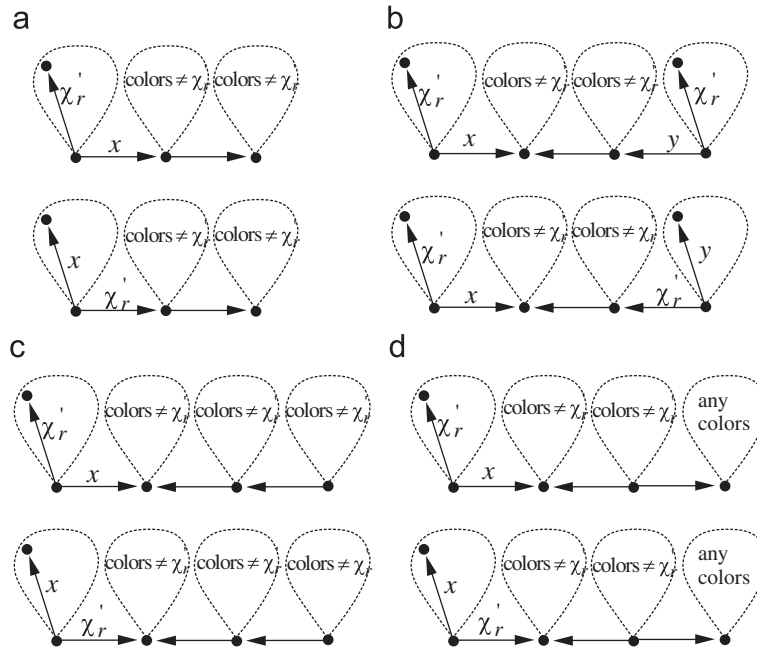 a
χ'r
colors ≠ χr
colors ≠ χr
x
x
colors ≠ χr
colors ≠ χr
χ'r
b
χ'r
colors ≠ χr
colors ≠ χr
χ'r
x
y
χ'r
colors ≠ χr
colors ≠ χr
y
x
χ'r
c
χ'r
colors ≠ χr
colors ≠ χr
colors ≠ χr
x
x
colors ≠ χr
colors ≠ χr
colors ≠ χr
χ'r
d
χ'r
colors ≠ χr
colors ≠ χr
any
colors
x
x
colors ≠ χr
colors ≠ χr
any
colors
χ'r